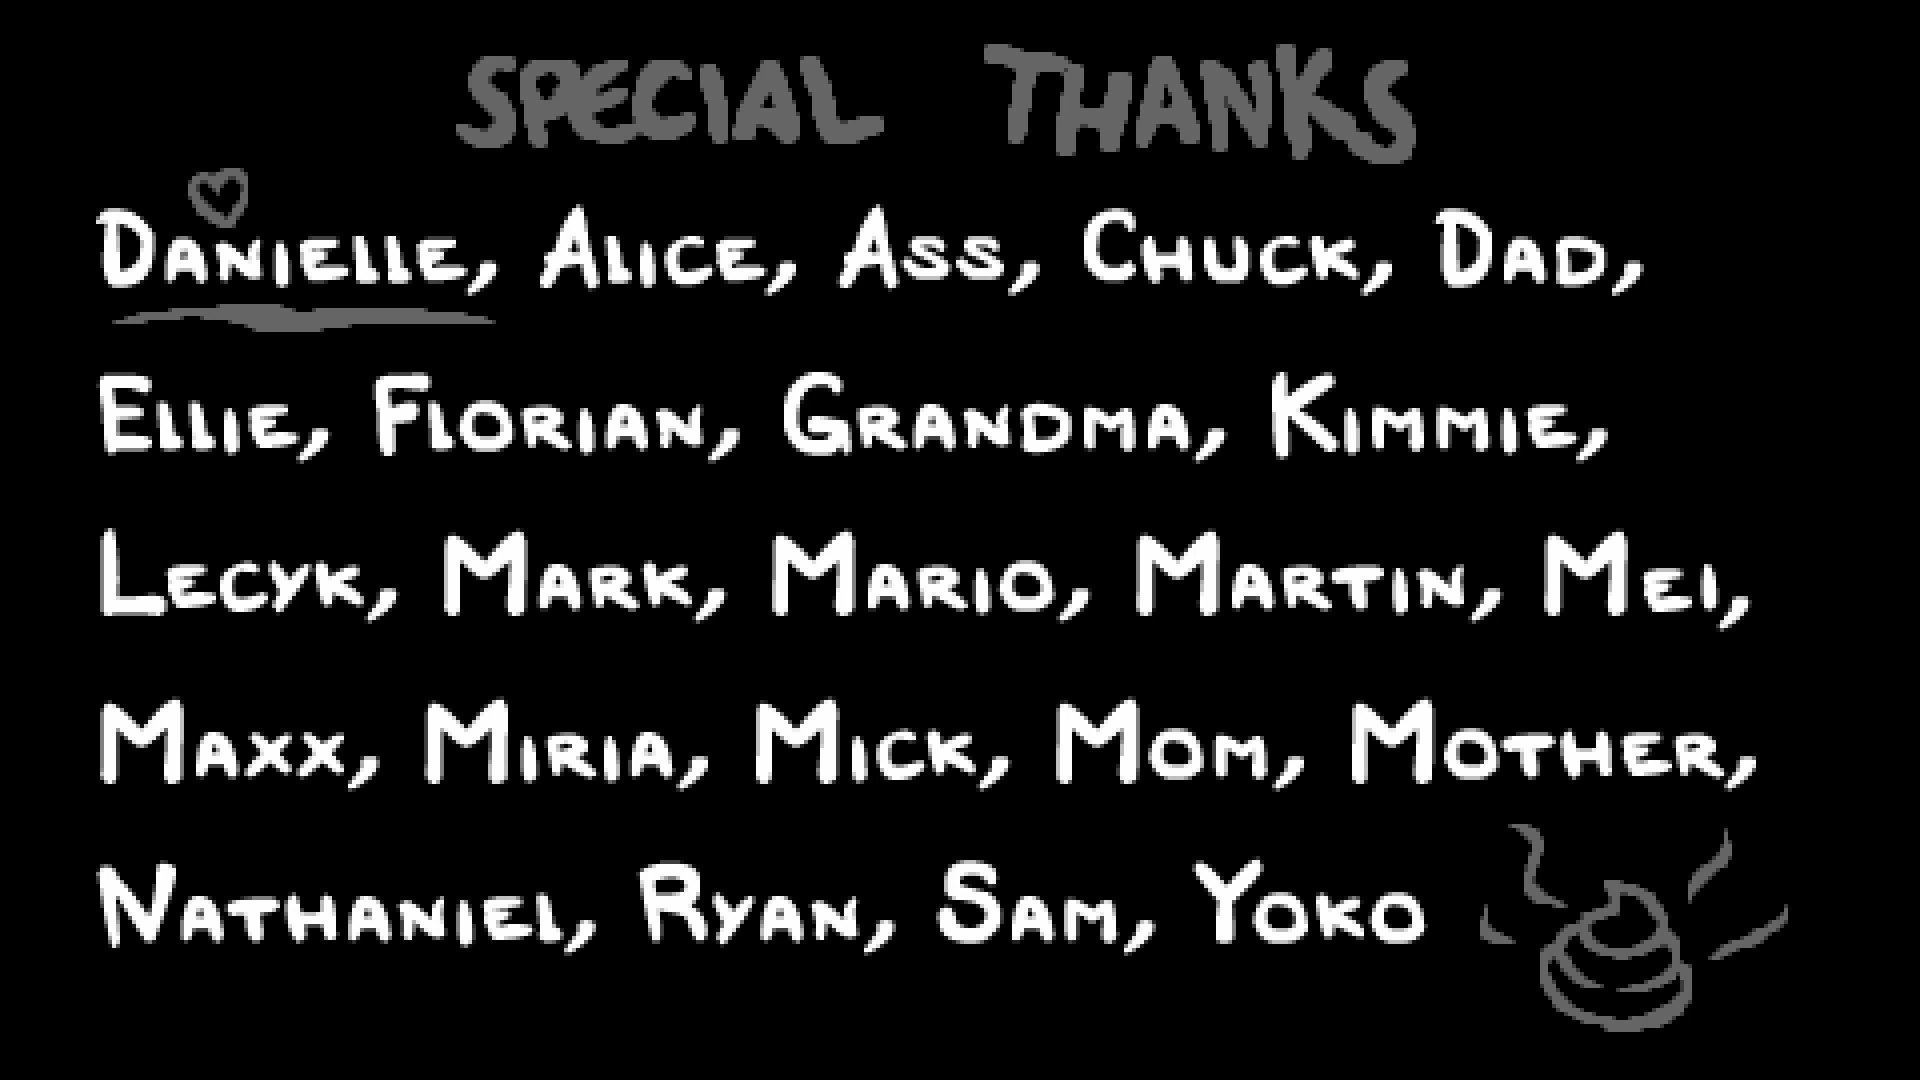 SPECIAL THANKS
DANIELLE, ALICE, ASS, CHUCK, DAD,
ELLIE, FLORIAN, GRANDMA, KIMMIE,
LECYK, MARK, MARIO, MARTIN, MEI,
MAXX, MIRIA, MICK, MOM, MOTHER,
NATHANIEL, RYAN, SAM, YOKO